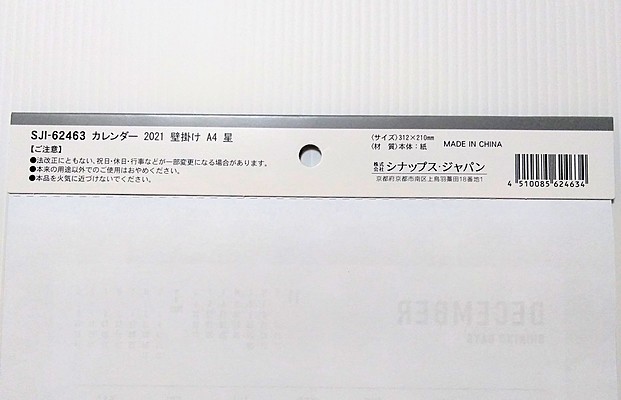 SJI-62463 カレンダー 2021 壁掛け A4 星
【ご注意】
●法改正にともない、祝日・休日・行事などが一部変更になる場合があります。
●本来の用途以外でのご使用はおやめください。
●本品を火気に近づけないでください。
〈サイズ〉312×210mm
〈材 質〉本体：紙
MADE IN CHINA
株式会社 シナップス・ジャパン
京都府京都市南区上鳥羽藁田18番地1
4 510085 624634
DECEMBER